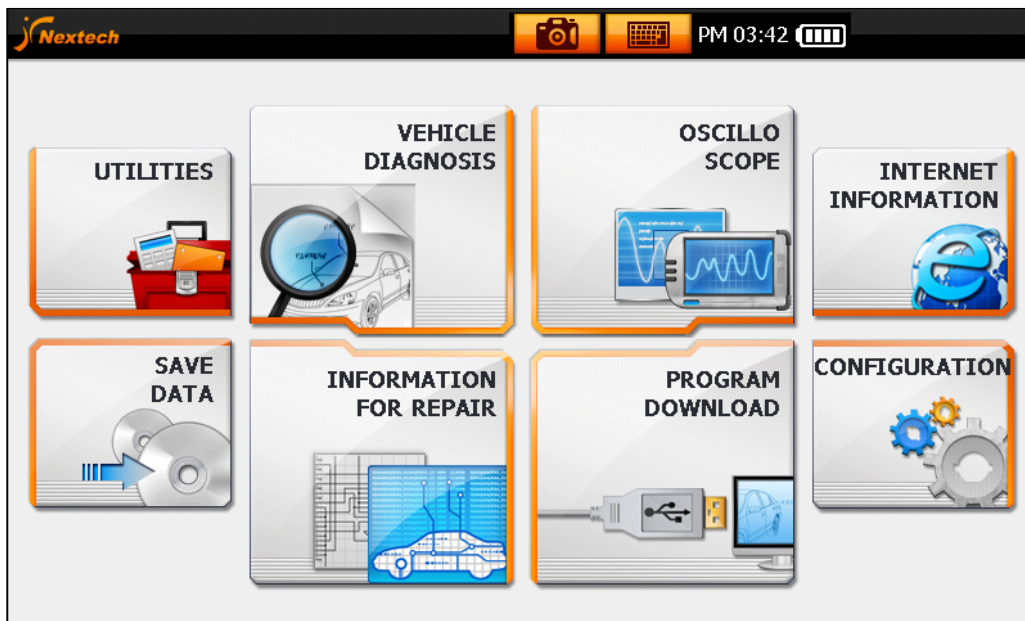 Nextech
PM 03:42
UTILITIES
VEHICLE
DIAGNOSIS
OSCILLO
SCOPE
INTERNET
INFORMATION
SAVE
DATA
INFORMATION
FOR REPAIR
PROGRAM
DOWNLOAD
CONFIGURATION